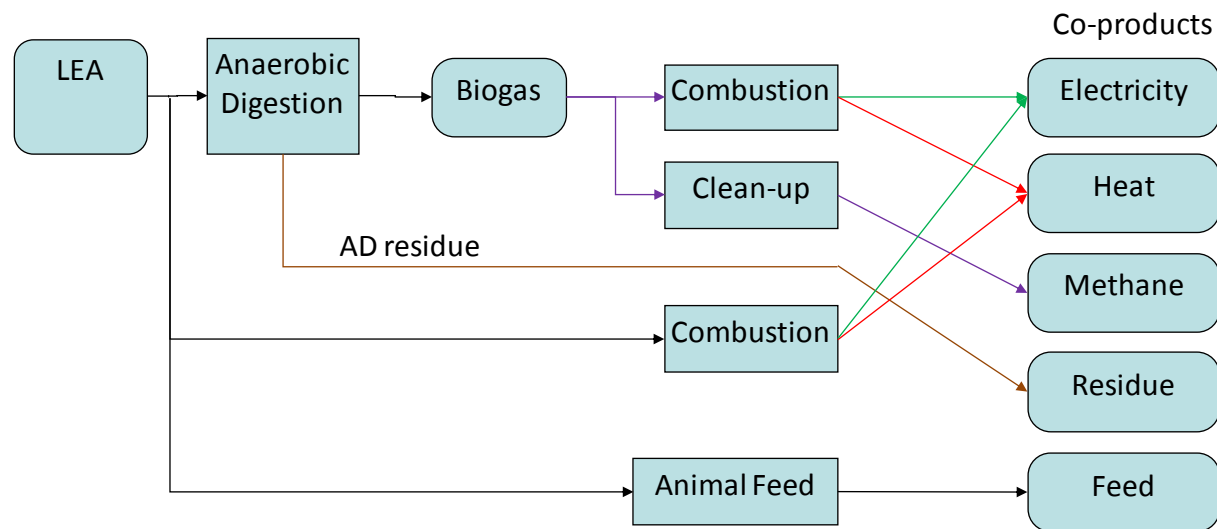 Co-products
LEA
Anaerobic
Digestion
Biogas
Combustion
Electricity
Clean-up
Heat
AD residue
Methane
Combustion
Residue
Animal Feed
Feed